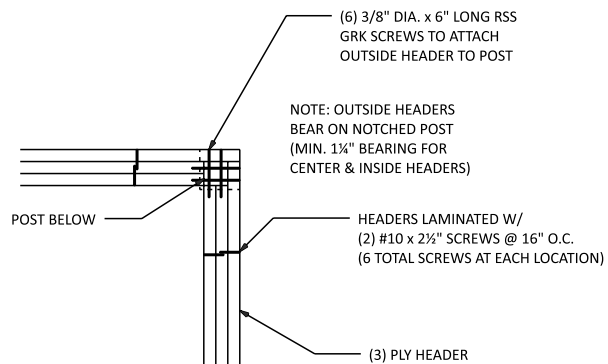 (6) 3/8" DIA. x 6" LONG RSS
GRK SCREWS TO ATTACH
OUTSIDE HEADER TO POST
NOTE: OUTSIDE HEADERS
BEAR ON NOTCHED POST
(MIN. 1¼" BEARING FOR
CENTER & INSIDE HEADERS)
POST BELOW
HEADERS LAMINATED W/
(2) #10 x 2½" SCREWS @ 16" O.C.
(6 TOTAL SCREWS AT EACH LOCATION)
(3) PLY HEADER